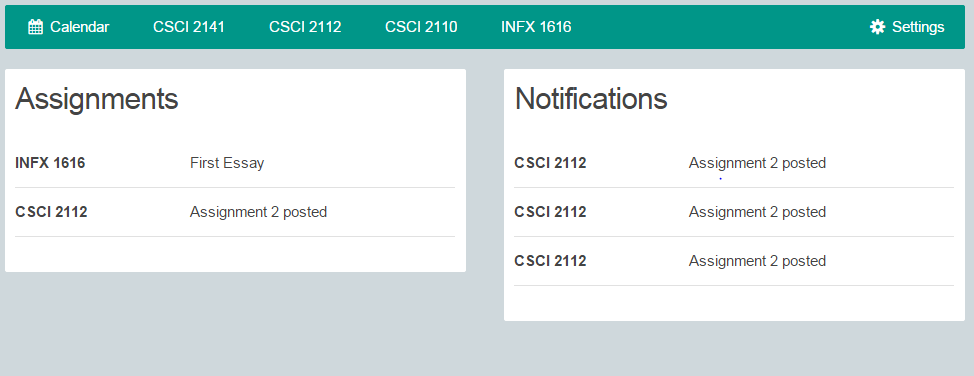 Calendar CSCI 2141 CSCI 2112 CSCI 2110 INFX 1616 Settings
Assignments
INFX 1616 First Essay
CSCI 2112 Assignment 2 posted
Notifications
CSCI 2112 Assignment 2 posted
CSCI 2112 Assignment 2 posted
CSCI 2112 Assignment 2 posted